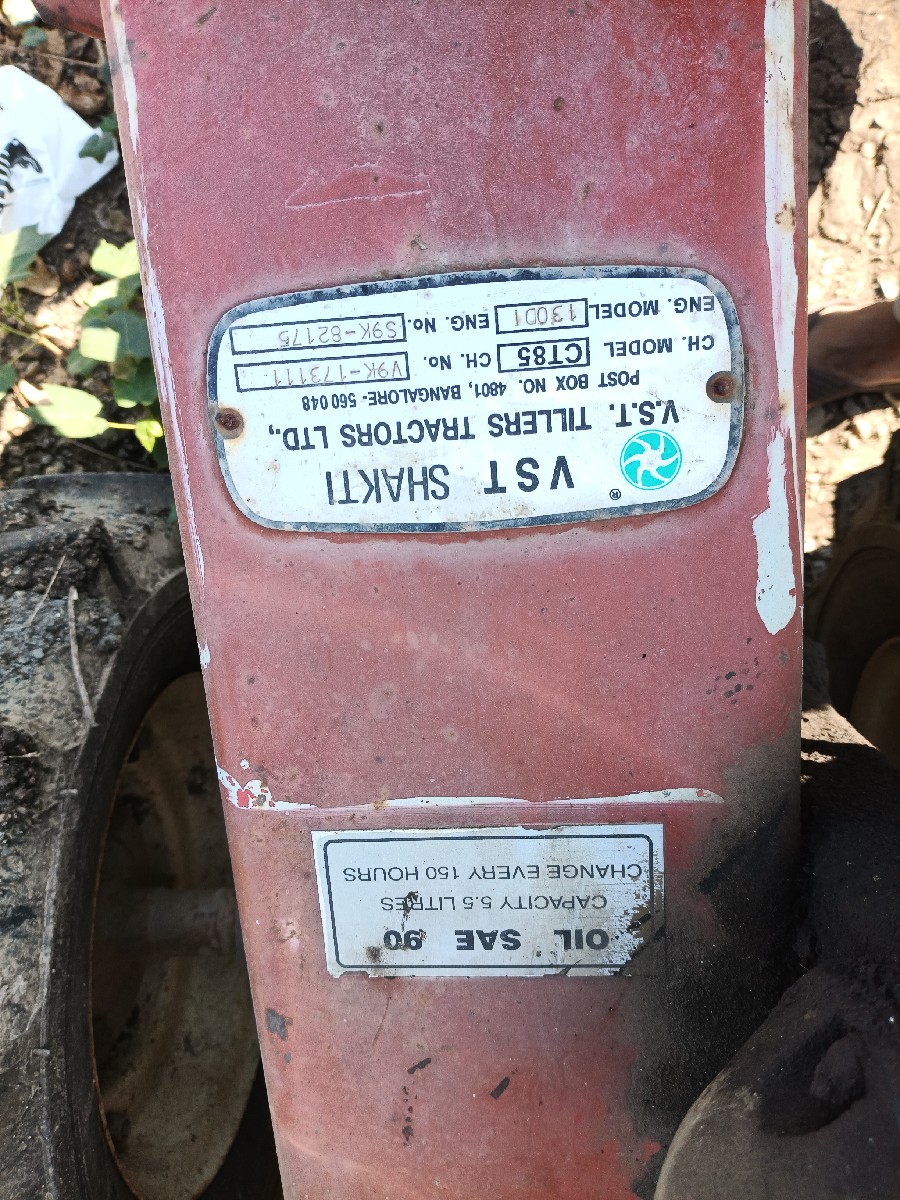 VST SHAKTI ®
V.S.T. TILLERS TRACTORS LTD.,
POST BOX NO. 4801, BANGALORE- 560 048
CH. MODEL CT85 CH. No. V9K-173111
ENG. MODEL 130D1 ENG. No. S9K-82175
OIL SAE 90
CAPACITY 5.5 LITRES
CHANGE EVERY 150 HOURS